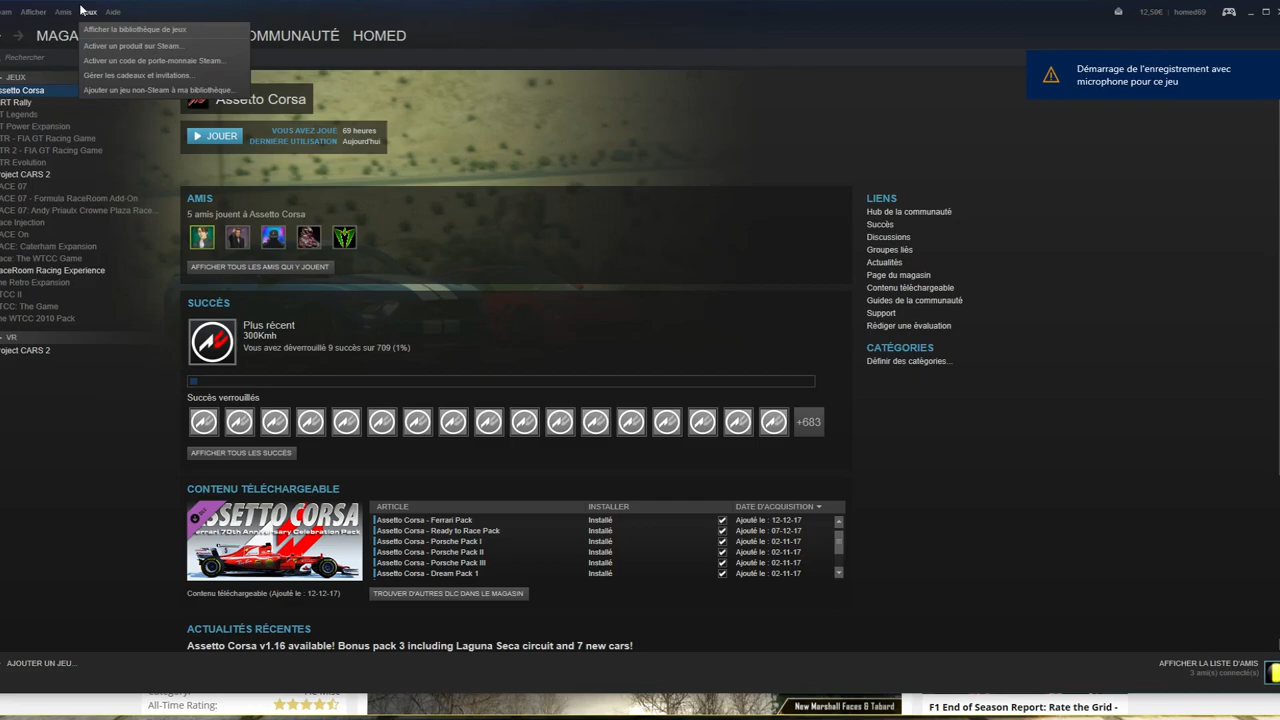 eam Afficher Amis Jeux Aide
Afficher la bibliothèque de jeux
Activer un produit sur Steam...
Activer un code de porte-monnaie Steam...
Gérer les cadeaux et invitations...
Ajouter un jeu non-Steam à ma bibliothèque...
12,50€ homed69
MAGA OMMUNAUTÉ HOMED
Rechercher
Démarrage de l'enregistrement avec
microphone pour ce jeu
JEUX
ssetto Corsa
RT Rally
T Legends
T Power Expansion
TR - FIA GT Racing Game
TR 2 - FIA GT Racing Game
TR Evolution
roject CARS 2
ACE 07
ACE 07 - Formula RaceRoom Add-On
ACE 07: Andy Priaulx Crowne Plaza Race...
ace Injection
ACE On
ACE: Caterham Expansion
ace: The WTCC Game
aceRoom Racing Experience
he Retro Expansion
TCC II
TCC: The Game
he WTCC 2010 Pack
VR
roject CARS 2
Assetto Corsa
JOUER
VOUS AVEZ JOUÉ 69 heures
DERNIÈRE UTILISATION Aujourd'hui
AMIS
5 amis jouent à Assetto Corsa
AFFICHER TOUS LES AMIS QUI Y JOUENT
SUCCÈS
Plus récent
300Kmh
Vous avez déverrouillé 9 succès sur 709 (1%)
Succès verrouillés
+683
AFFICHER TOUS LES SUCCÈS
CONTENU TÉLÉCHARGEABLE
SSETTO CORSA
Ferrari 70th Anniversary Celebration Pack
ARTICLE INSTALLER DATE D'ACQUISITION
Assetto Corsa - Ferrari Pack Installé Ajouté le : 12-12-17
Assetto Corsa - Ready to Race Pack Installé Ajouté le : 07-12-17
Assetto Corsa - Porsche Pack I Installé Ajouté le : 02-11-17
Assetto Corsa - Porsche Pack II Installé Ajouté le : 02-11-17
Assetto Corsa - Porsche Pack III Installé Ajouté le : 02-11-17
Assetto Corsa - Dream Pack 1 Installé Ajouté le : 02-11-17
Contenu téléchargeable (Ajouté le : 12-12-17)
TROUVER D'AUTRES DLC DANS LE MAGASIN
ACTUALITÉS RÉCENTES
Assetto Corsa v1.16 available! Bonus pack 3 including Laguna Seca circuit and 7 new cars!
LIENS
Hub de la communauté
Succès
Discussions
Groupes liés
Actualités
Page du magasin
Contenu téléchargeable
Guides de la communauté
Support
Rédiger une évaluation
CATÉGORIES
Définir des catégories...
AJOUTER UN JEU...
AFFICHER LA LISTE D'AMIS
3 ami(s) connecté(s)
All-Time Rating:
New Marshall Faces & Tabard
F1 End of Season Report: Rate the Grid -